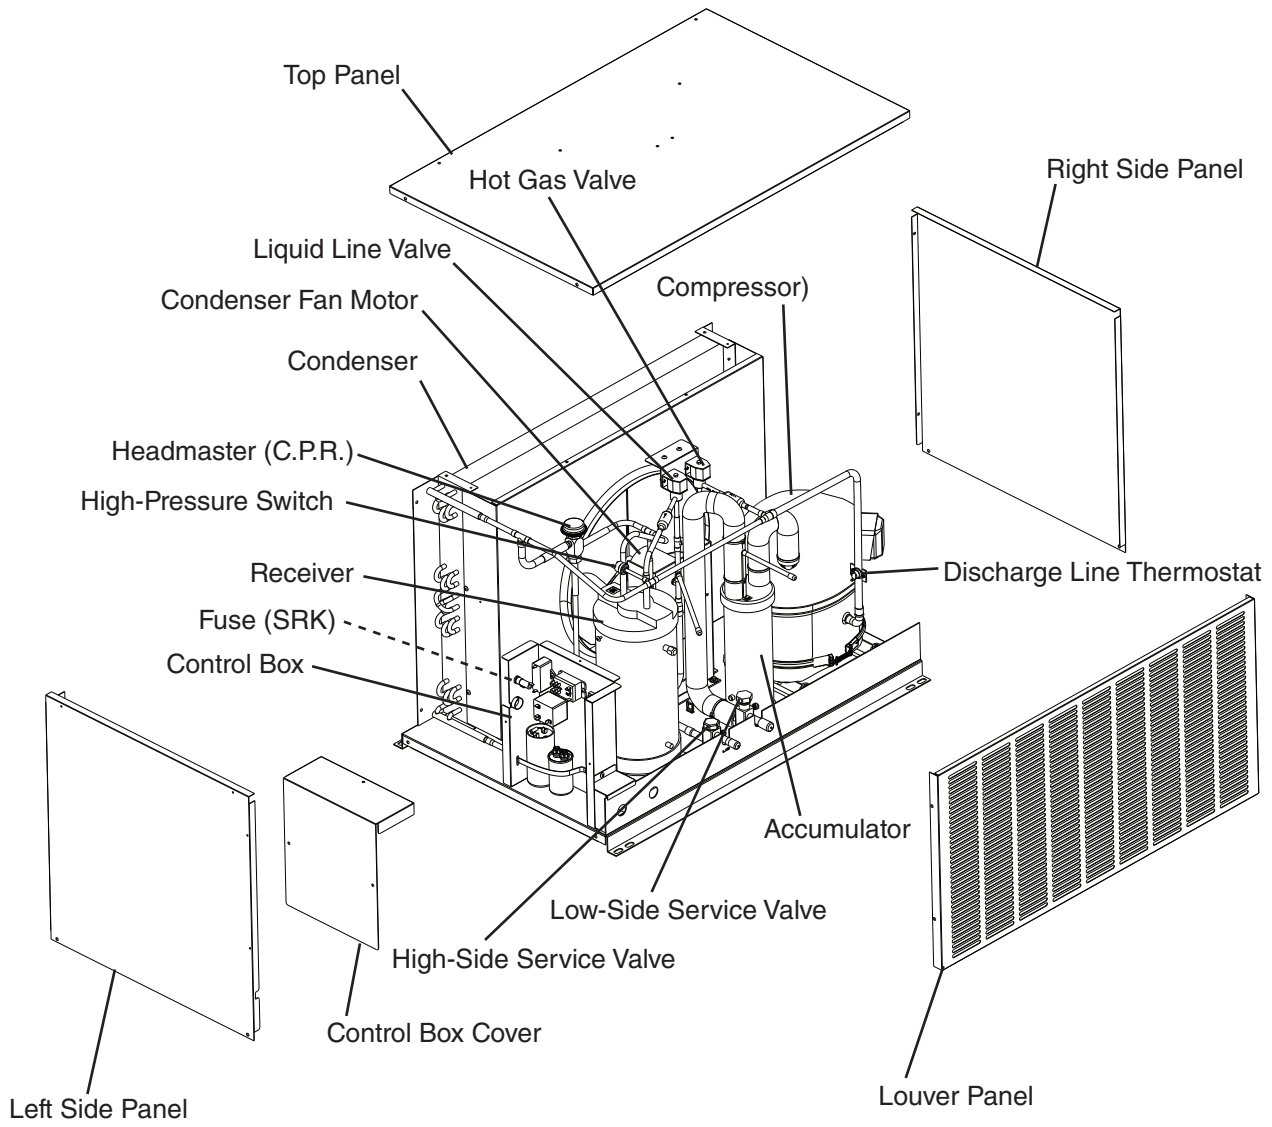 Top Panel
Hot Gas Valve
Right Side Panel
Liquid Line Valve
Compressor)
Condenser Fan Motor
Condenser
Headmaster (C.P.R.)
High-Pressure Switch
Receiver
Discharge Line Thermostat
Fuse (SRK)
Control Box
Accumulator
Low-Side Service Valve
High-Side Service Valve
Control Box Cover
Louver Panel
Left Side Panel